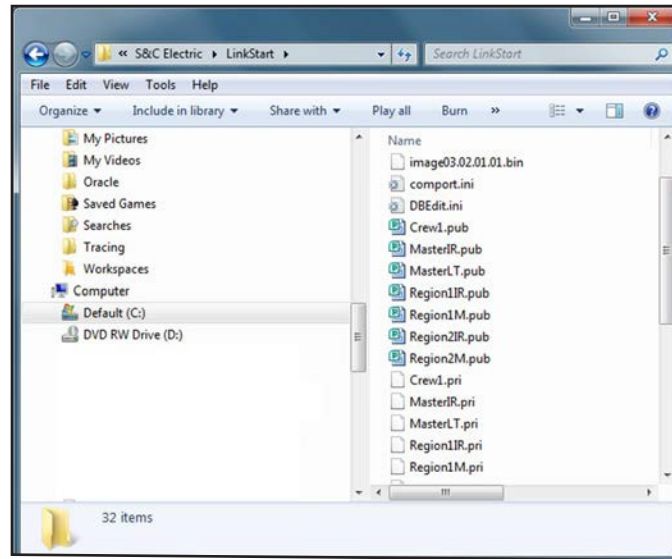 « S&C Electric ▸ LinkStart ▸
Search LinkStart
File Edit View Tools Help
Organize ▾ Include in library ▾ Share with ▾ Play all Burn »
My Pictures
My Videos
Oracle
Saved Games
Searches
Tracing
Workspaces
Computer
Default (C:)
DVD RW Drive (D:)
Name
image03.02.01.01.bin
comport.ini
DBEdit.ini
Crew1.pub
MasterIR.pub
MasterLT.pub
Region1IR.pub
Region1M.pub
Region2IR.pub
Region2M.pub
Crew1.pri
MasterIR.pri
MasterLT.pri
Region1IR.pri
Region1M.pri
32 items